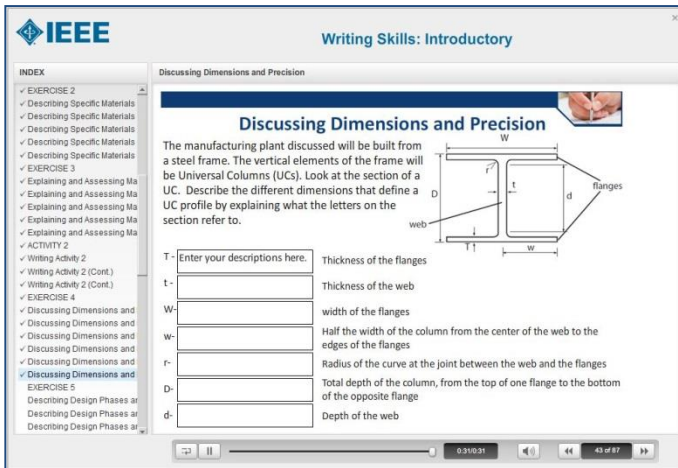 IEEE
Writing Skills: Introductory
INDEX
✓ EXERCISE 2
✓ Describing Specific Materials
✓ Describing Specific Materials
✓ Describing Specific Materials
✓ Describing Specific Materials
✓ Describing Specific Materials
✓ EXERCISE 3
✓ Explaining and Assessing Ma
✓ Explaining and Assessing Ma
✓ Explaining and Assessing Ma
✓ Explaining and Assessing Ma
✓ Explaining and Assessing Ma
✓ ACTIVITY 2
✓ Writing Activity 2
✓ Writing Activity 2 (Cont.)
✓ Writing Activity 2 (Cont.)
✓ EXERCISE 4
✓ Discussing Dimensions and
✓ Discussing Dimensions and
✓ Discussing Dimensions and
✓ Discussing Dimensions and
✓ Discussing Dimensions and
✓ Discussing Dimensions and
EXERCISE 5
Describing Design Phases ar
Describing Design Phases ar
Describing Design Phases ar
Discussing Dimensions and Precision
Discussing Dimensions and Precision
The manufacturing plant discussed will be built from
a steel frame. The vertical elements of the frame will
be Universal Columns (UCs). Look at the section of a
UC. Describe the different dimensions that define a
UC profile by explaining what the letters on the
section refer to.
W
r
D
t
d
flanges
web
T
w
T - Enter your descriptions here. Thickness of the flanges
t - Thickness of the web
W- width of the flanges
w- Half the width of the column from the center of the web to the
edges of the flanges
r- Radius of the curve at the joint between the web and the flanges
D- Total depth of the column, from the top of one flange to the bottom
of the opposite flange
d- Depth of the web
0:31/0:31
43 of 87